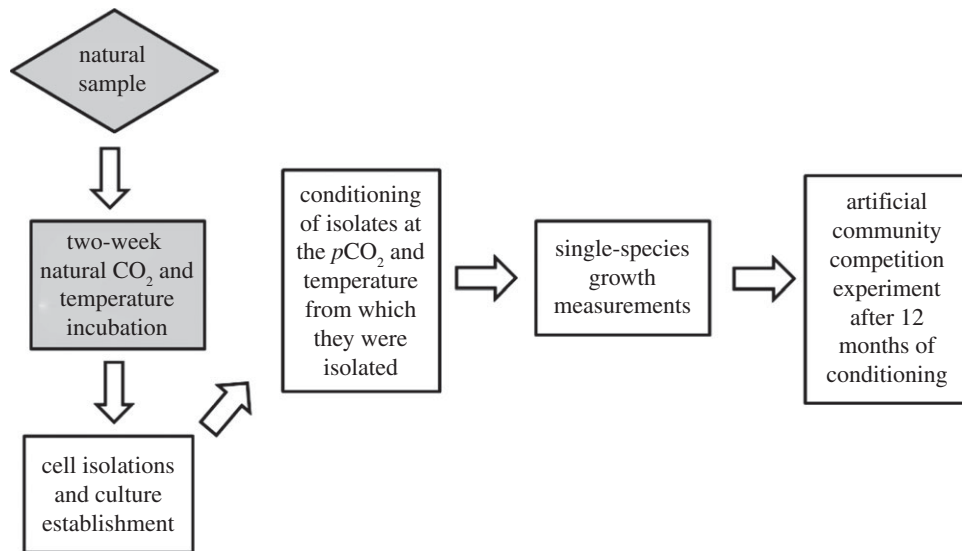 natural
sample
two-week
natural CO₂ and
temperature
incubation
cell isolations
and culture
establishment
conditioning
of isolates at
the pCO₂ and
temperature
from which
they were
isolated
single-species
growth
measurements
artificial
community
competition
experiment
after 12
months of
conditioning